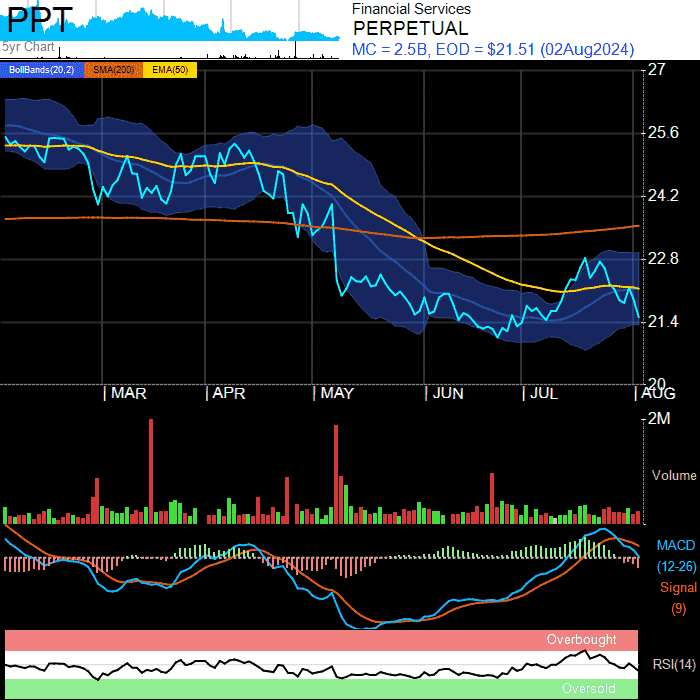 PPT
5yr Chart
Financial Services
PERPETUAL
MC = 2.5B, EOD = $21.51 (02Aug2024)
BollBands(20,2) SMA(200) EMA(50)
27
25.6
24.2
22.8
21.4
20
MAR APR MAY JUN JUL AUG
2M
Volume
MACD
(12-26)
Signal
(9)
Overbought
RSI(14)
Oversold